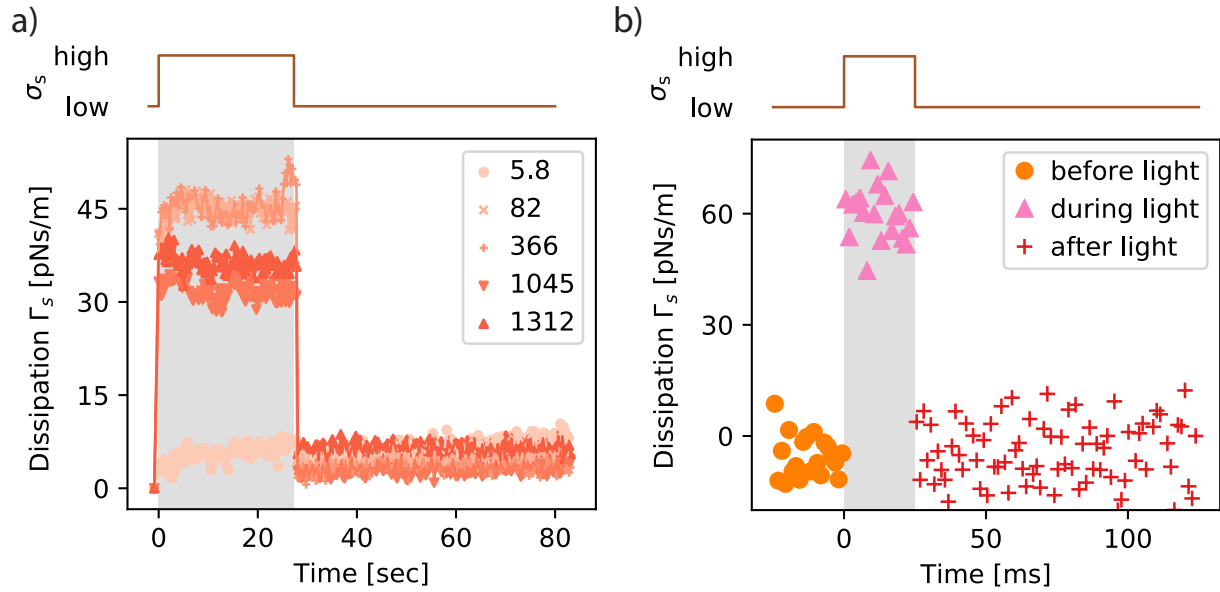 a)
high
σs
low
Dissipation Γs [pNs/m]
45
30
15
0
5.8
82
366
1045
1312
0 20 40 60 80
Time [sec]
b)
high
σs
low
Dissipation Γs [pNs/m]
60
30
0
before light
during light
after light
0 50 100
Time [ms]